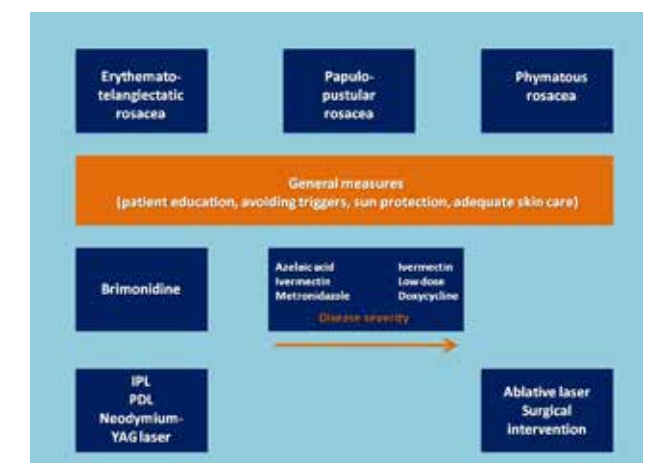 Erythemato-
telangiectatic
rosacea
Papulo-
pustular
rosacea
Phymatous
rosacea
General measures
(patient education, avoiding triggers, sun protection, adequate skin care)
Brimonidine
Azelaic acid
Ivermectin
Metronidazole
Ivermectin
Low dose
Doxycycline
Disease severity
IPL
PDL
Neodymium-
YAG laser
Ablative laser
Surgical
intervention